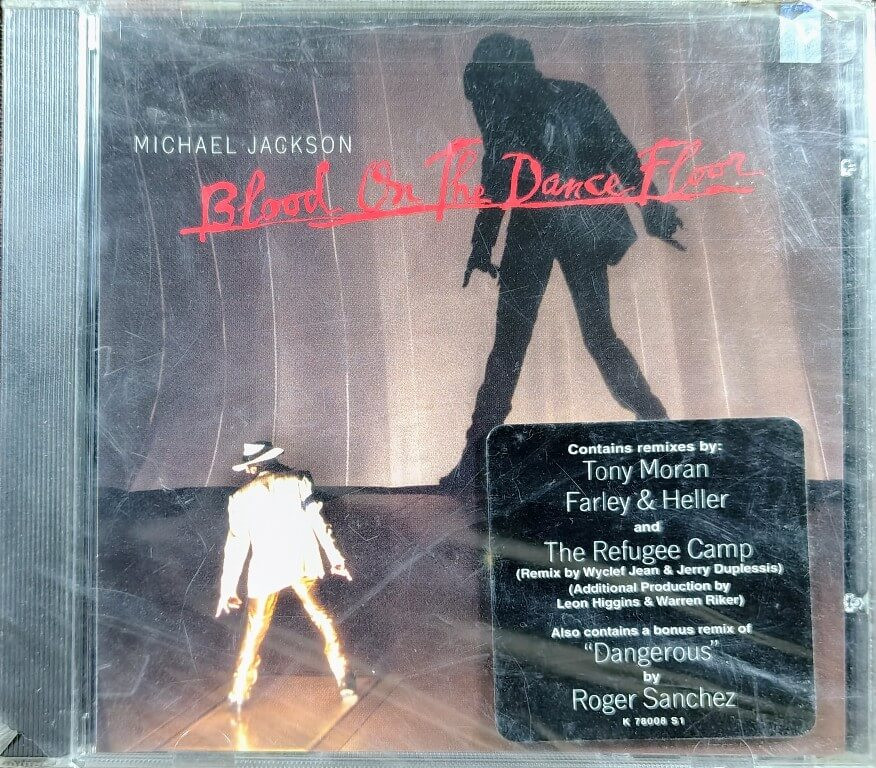 MICHAEL JACKSON
Blood On The Dance Floor
Contains remixes by:
Tony Moran
Farley & Heller
and
The Refugee Camp
(Remix by Wyclef Jean & Jerry Duplessis)
(Additional Production by
Leon Higgins & Warren Riker)
Also contains a bonus remix of
"Dangerous"
by
Roger Sanchez
K 78008 S1